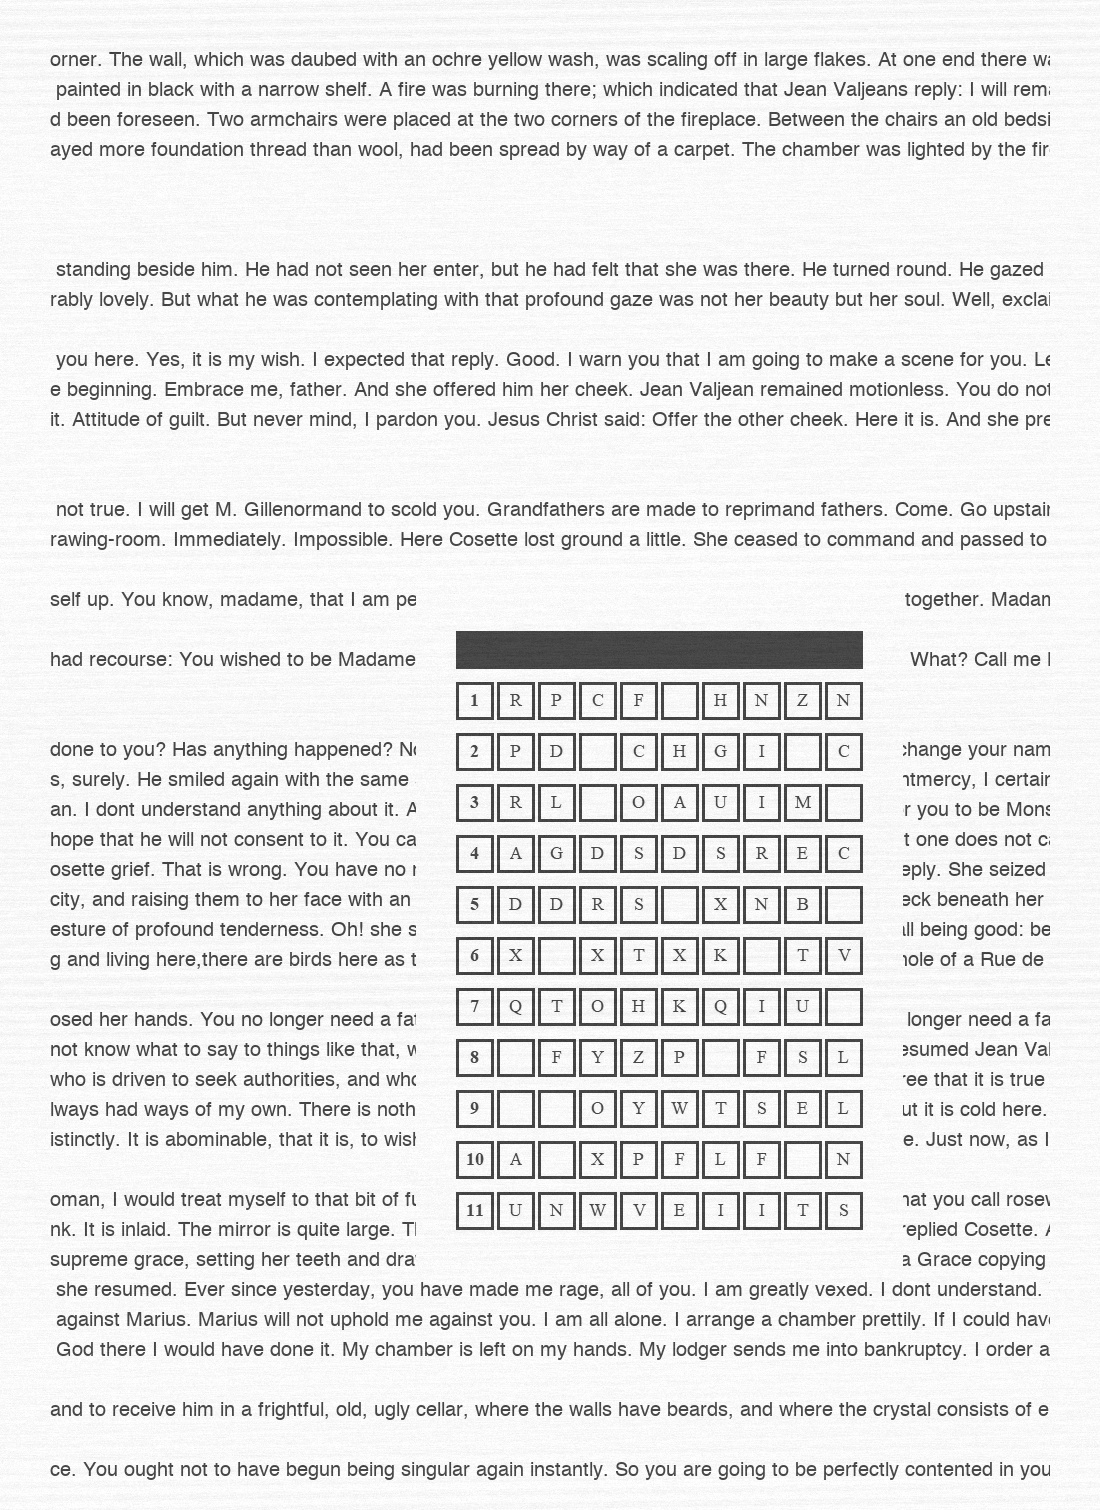 orner. The wall, which was daubed with an ochre yellow wash, was scaling off in large flakes. At one end there
painted in black with a narrow shelf. A fire was burning there; which indicated that Jean Valjeans reply: I will
d been foreseen. Two armchairs were placed at the two corners of the fireplace. Between the chairs an old
ayed more foundation thread than wool, had been spread by way of a carpet. The chamber was lighted by the
standing beside him. He had not seen her enter, but he had felt that she was there. He turned round. He gazed
rably lovely. But what he was contemplating with that profound gaze was not her beauty but her soul. Well,
you here. Yes, it is my wish. I expected that reply. Good. I warn you that I am going to make a scene for you.
e beginning. Embrace me, father. And she offered him her cheek. Jean Valjean remained motionless. You do not
it. Attitude of guilt. But never mind, I pardon you. Jesus Christ said: Offer the other cheek. Here it is. And she
not true. I will get M. Gillenormand to scold you. Grandfathers are made to reprimand fathers. Come. Go
rawing-room. Immediately. Impossible. Here Cosette lost ground a little. She ceased to command and passed to
self up. You know, madame, that I am pe together. Madam
had recourse: You wished to be Madame What? Call me
1 R P C F H N Z N
done to you? Has anything happened? change your nam
2 P D C H G I C
s, surely. He smiled again with the same ntmercy, I certain
3 R L O A U I M
an. I dont understand anything about it. r you to be Mons
hope that he will not consent to it. You ca t one does not
4 A G D S D S R E C
osette grief. That is wrong. You have no eply. She seized
city, and raising them to her face with an eck beneath her
5 D D R S X N B
esture of profound tenderness. Oh! she s all being good: be
6 X X T X K T V
g and living here,there are birds here as hole of a Rue de
7 Q T O H K Q I U
osed her hands. You no longer need a longer need a fa
not know what to say to things like that, esumed Jean
8 F Y Z P F S L
who is driven to seek authorities, and ree that it is true
9 O Y W T S E L
lways had ways of my own. There is ut it is cold here.
istinctly. It is abominable, that it is, to e. Just now, as I
10 A X P F L F N
oman, I would treat myself to that bit of hat you call
11 U N W V E I I T S
nk. It is inlaid. The mirror is quite large. replied Cosette.
supreme grace, setting her teeth and a Grace copying
she resumed. Ever since yesterday, you have made me rage, all of you. I am greatly vexed. I dont understand.
against Marius. Marius will not uphold me against you. I am all alone. I arrange a chamber prettily. If I could
God there I would have done it. My chamber is left on my hands. My lodger sends me into bankruptcy. I order a
and to receive him in a frightful, old, ugly cellar, where the walls have beards, and where the crystal consists of e
ce. You ought not to have begun being singular again instantly. So you are going to be perfectly contented in you